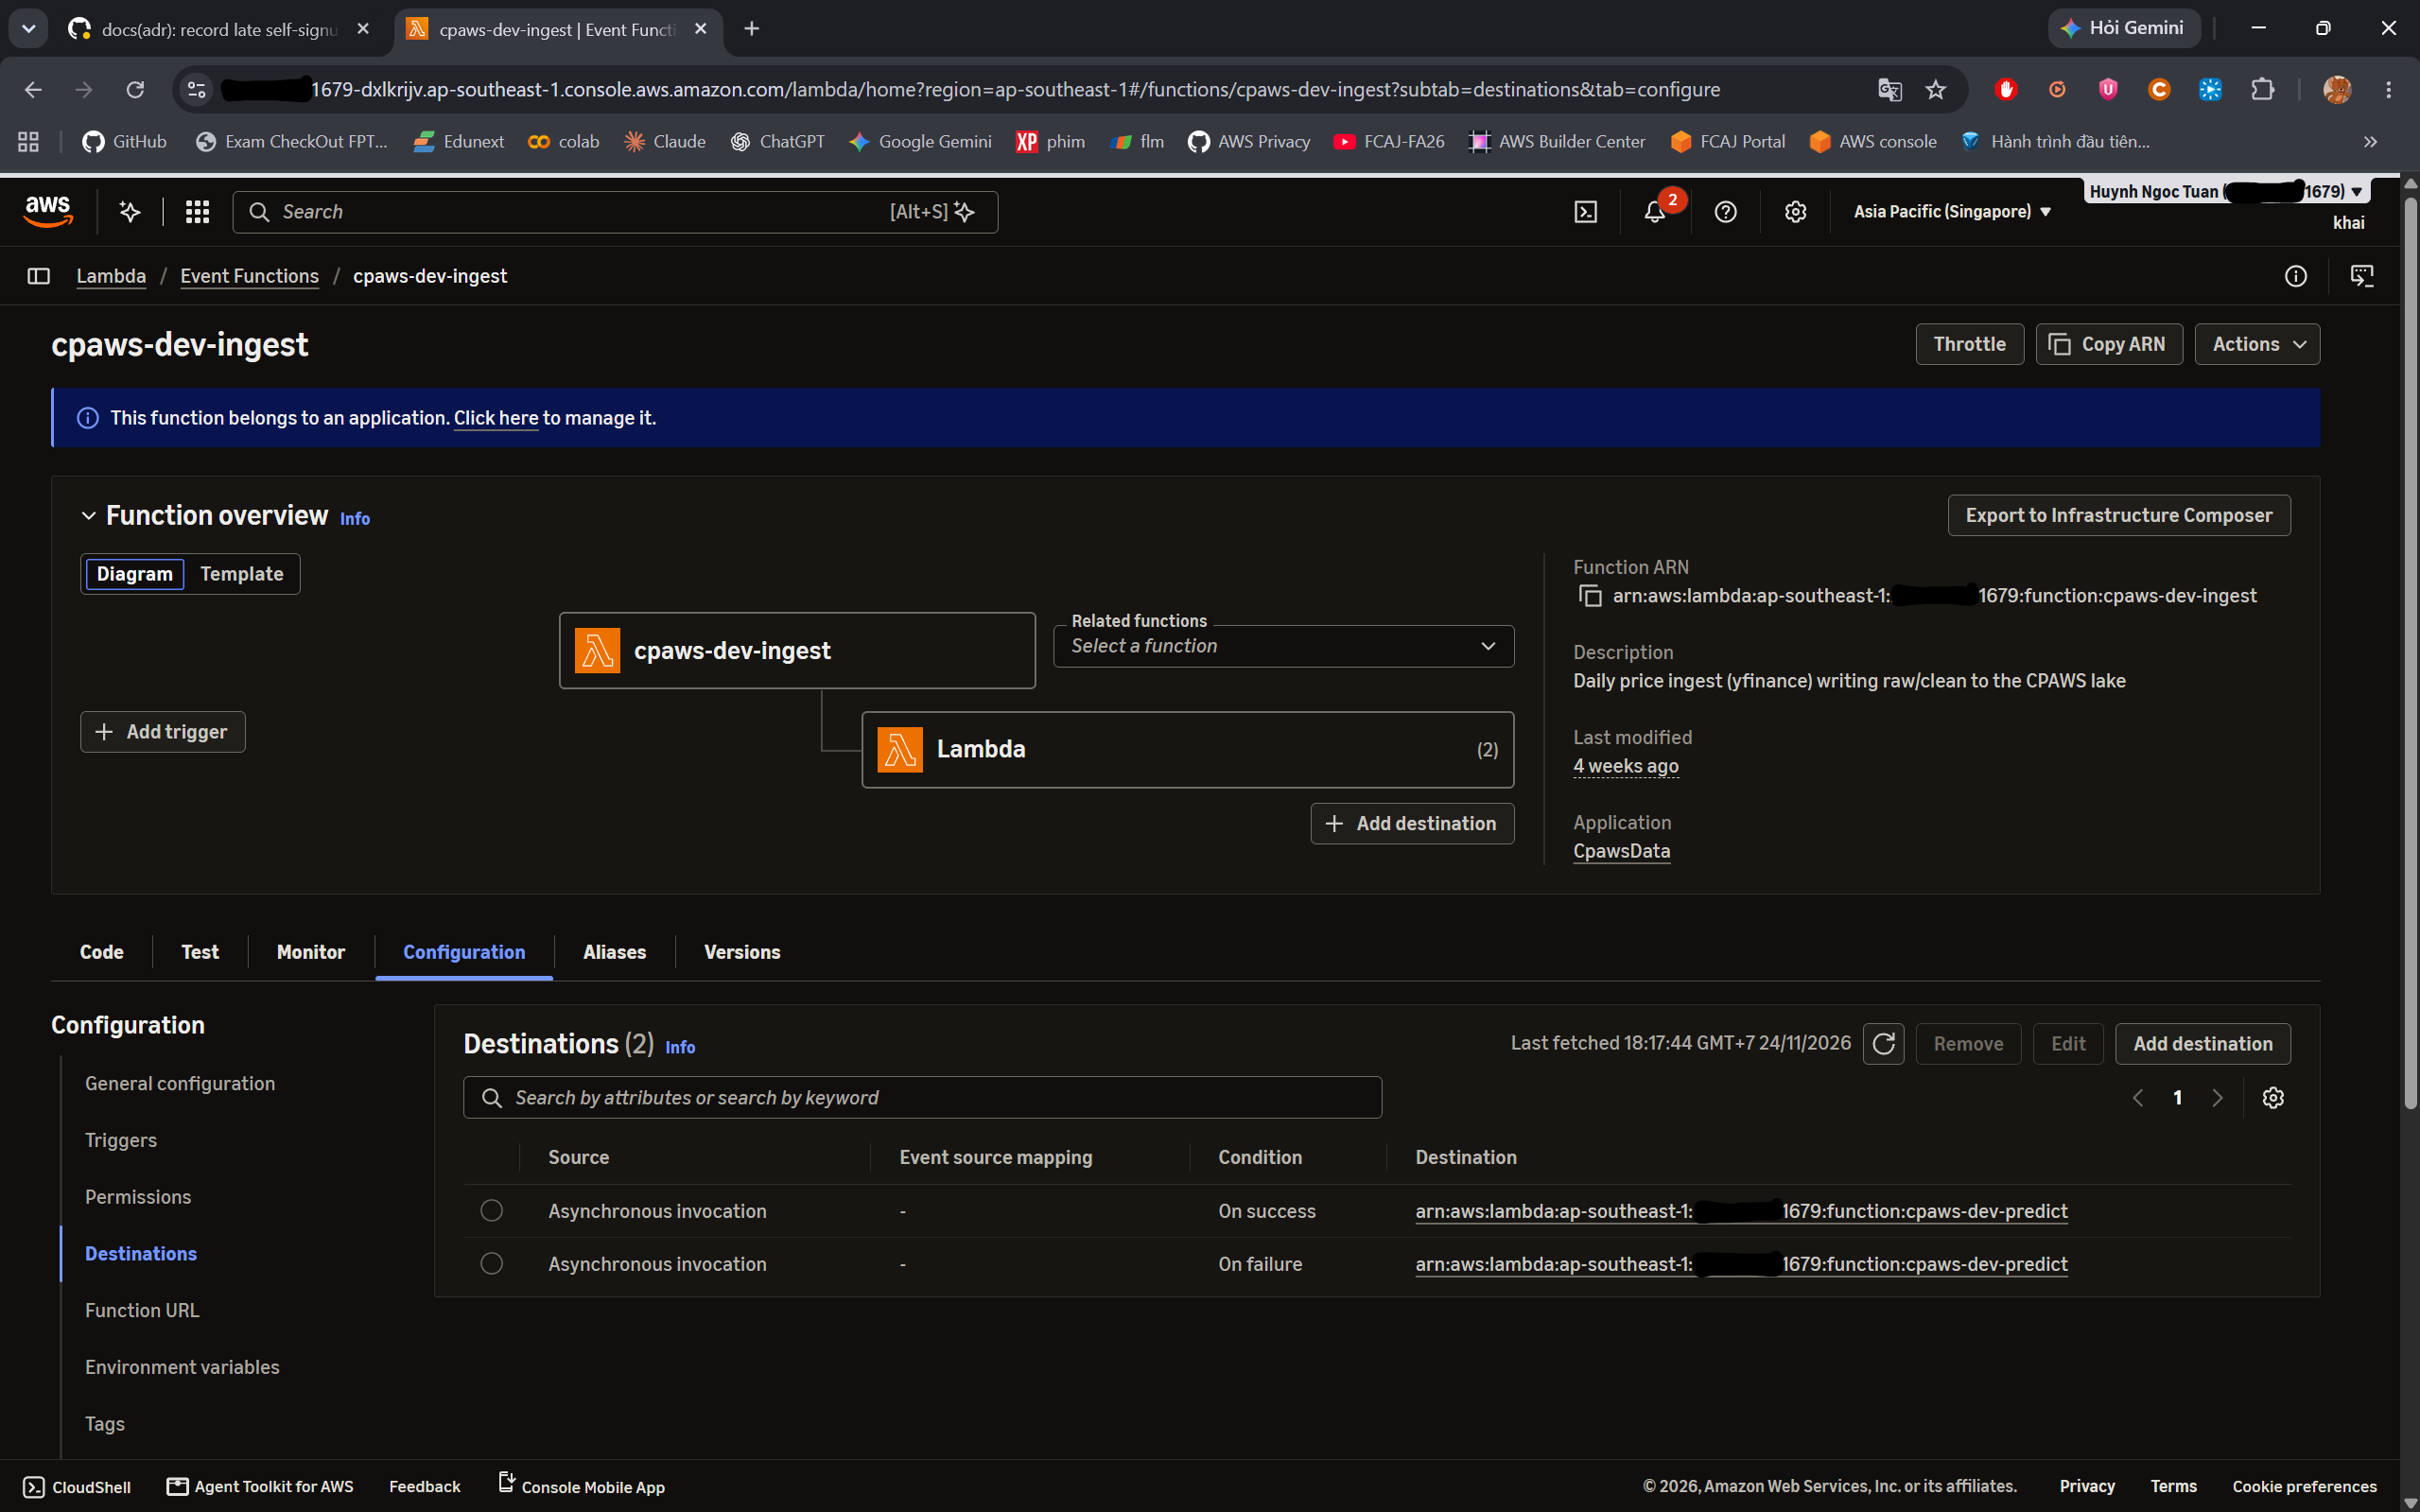 docs(adr): record late self-signu
cpaws-dev-ingest | Event Functi
Hỏi Gemini
1679-dxlkrijv.ap-southeast-1.console.aws.amazon.com/lambda/home?region=ap-southeast-1#/functions/cpaws-dev-ingest?subtab=destinations&tab=configure
GitHub Exam CheckOut FPT... Edunext colab Claude ChatGPT Google Gemini XP phim flm AWS Privacy FCAJ-FA26 AWS Builder Center FCAJ Portal AWS console Hành trình đầu tiên...
aws Search [Alt+S] 2 Asia Pacific (Singapore) Huynh Ngoc Tuan ( 1679)
khai
Lambda / Event Functions / cpaws-dev-ingest
cpaws-dev-ingest Throttle Copy ARN Actions
This function belongs to an application. Click here to manage it.
Function overview Info Export to Infrastructure Composer
Diagram Template
cpaws-dev-ingest
Related functions
Select a function
Lambda (2)
Add trigger
Add destination
Function ARN
arn:aws:lambda:ap-southeast-1: 1679:function:cpaws-dev-ingest
Description
Daily price ingest (yfinance) writing raw/clean to the CPAWS lake
Last modified
4 weeks ago
Application
CpawsData
Code Test Monitor Configuration Aliases Versions
Configuration
General configuration
Triggers
Permissions
Destinations
Function URL
Environment variables
Tags
Destinations (2) Info Last fetched 18:17:44 GMT+7 24/11/2026 Remove Edit Add destination
Search by attributes or search by keyword 1
Source Event source mapping Condition Destination
Asynchronous invocation - On success arn:aws:lambda:ap-southeast-1: 1679:function:cpaws-dev-predict
Asynchronous invocation - On failure arn:aws:lambda:ap-southeast-1: 1679:function:cpaws-dev-predict
CloudShell Agent Toolkit for AWS Feedback Console Mobile App © 2026, Amazon Web Services, Inc. or its affiliates. Privacy Terms Cookie preferences